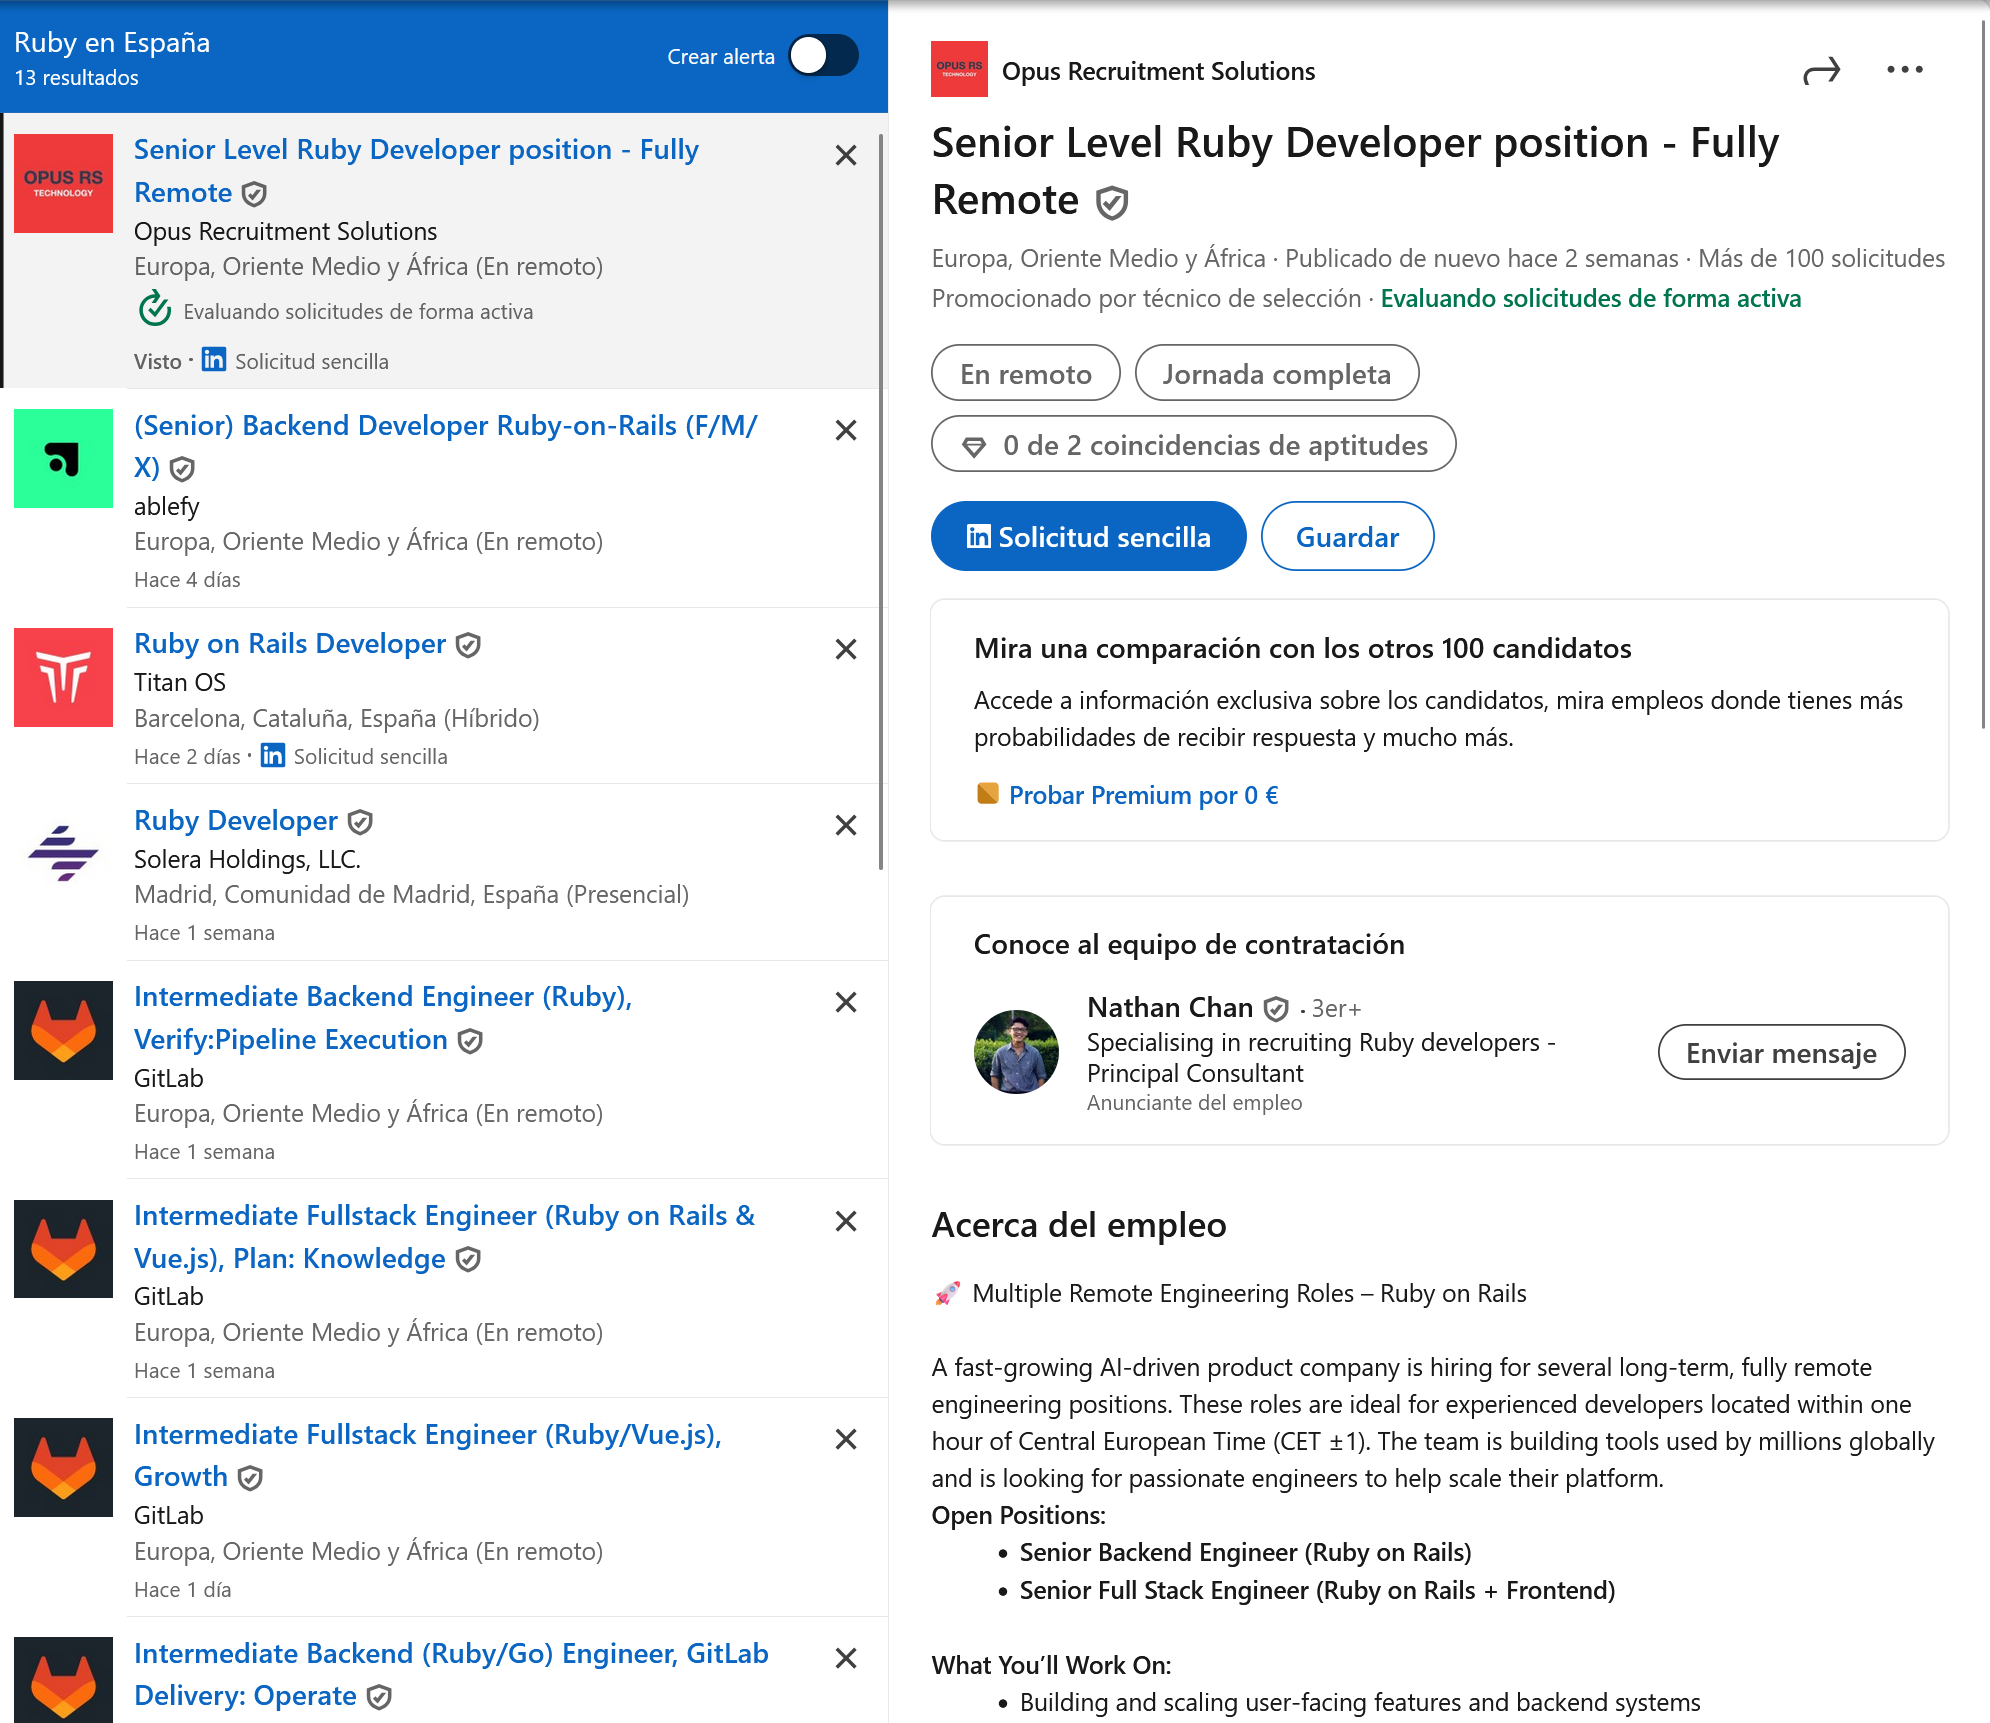 Ruby en España
13 resultados
Crear alerta
OPUS RS
TECHNOLOGY
Senior Level Ruby Developer position - Fully
Remote
Opus Recruitment Solutions
Europa, Oriente Medio y África (En remoto)
Evaluando solicitudes de forma activa
Visto · in Solicitud sencilla
(Senior) Backend Developer Ruby-on-Rails (F/M/
X)
ablefy
Europa, Oriente Medio y África (En remoto)
Hace 4 días
Ruby on Rails Developer
Titan OS
Barcelona, Cataluña, España (Híbrido)
Hace 2 días · in Solicitud sencilla
Ruby Developer
Solera Holdings, LLC.
Madrid, Comunidad de Madrid, España (Presencial)
Hace 1 semana
Intermediate Backend Engineer (Ruby),
Verify:Pipeline Execution
GitLab
Europa, Oriente Medio y África (En remoto)
Hace 1 semana
Intermediate Fullstack Engineer (Ruby on Rails &
Vue.js), Plan: Knowledge
GitLab
Europa, Oriente Medio y África (En remoto)
Hace 1 semana
Intermediate Fullstack Engineer (Ruby/Vue.js),
Growth
GitLab
Europa, Oriente Medio y África (En remoto)
Hace 1 día
Intermediate Backend (Ruby/Go) Engineer, GitLab
Delivery: Operate
OPUS RS
TECHNOLOGY
Opus Recruitment Solutions
Senior Level Ruby Developer position - Fully
Remote
Europa, Oriente Medio y África · Publicado de nuevo hace 2 semanas · Más de 100 solicitudes
Promocionado por técnico de selección · Evaluando solicitudes de forma activa
En remoto
Jornada completa
0 de 2 coincidencias de aptitudes
in Solicitud sencilla
Guardar
Mira una comparación con los otros 100 candidatos
Accede a información exclusiva sobre los candidatos, mira empleos donde tienes más
probabilidades de recibir respuesta y mucho más.
Probar Premium por 0 €
Conoce al equipo de contratación
Nathan Chan · 3er+
Specialising in recruiting Ruby developers -
Principal Consultant
Anunciante del empleo
Enviar mensaje
Acerca del empleo
🚀 Multiple Remote Engineering Roles – Ruby on Rails
A fast-growing AI-driven product company is hiring for several long-term, fully remote
engineering positions. These roles are ideal for experienced developers located within one
hour of Central European Time (CET ±1). The team is building tools used by millions globally
and is looking for passionate engineers to help scale their platform.
Open Positions:
• Senior Backend Engineer (Ruby on Rails)
• Senior Full Stack Engineer (Ruby on Rails + Frontend)
What You’ll Work On:
• Building and scaling user-facing features and backend systems